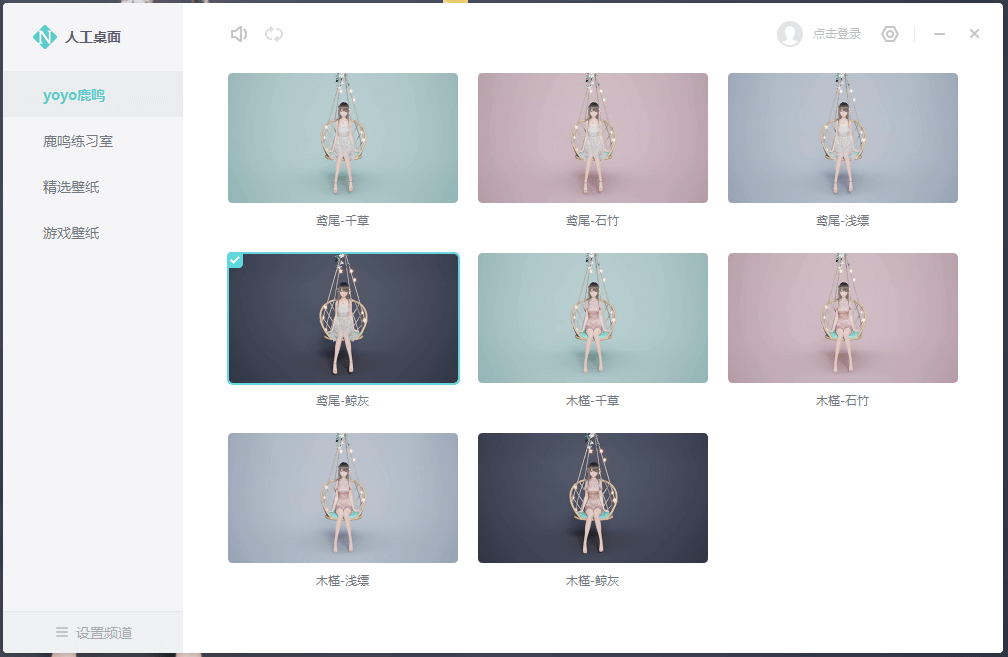 人工桌面
点击登录
yoyo鹿鸣
鹿鸣练习室
精选壁纸
游戏壁纸
鸢尾-千草
鸢尾-石竹
鸢尾-浅缥
鸢尾-鲸灰
木槿-千草
木槿-石竹
木槿-浅缥
木槿-鲸灰
设置频道